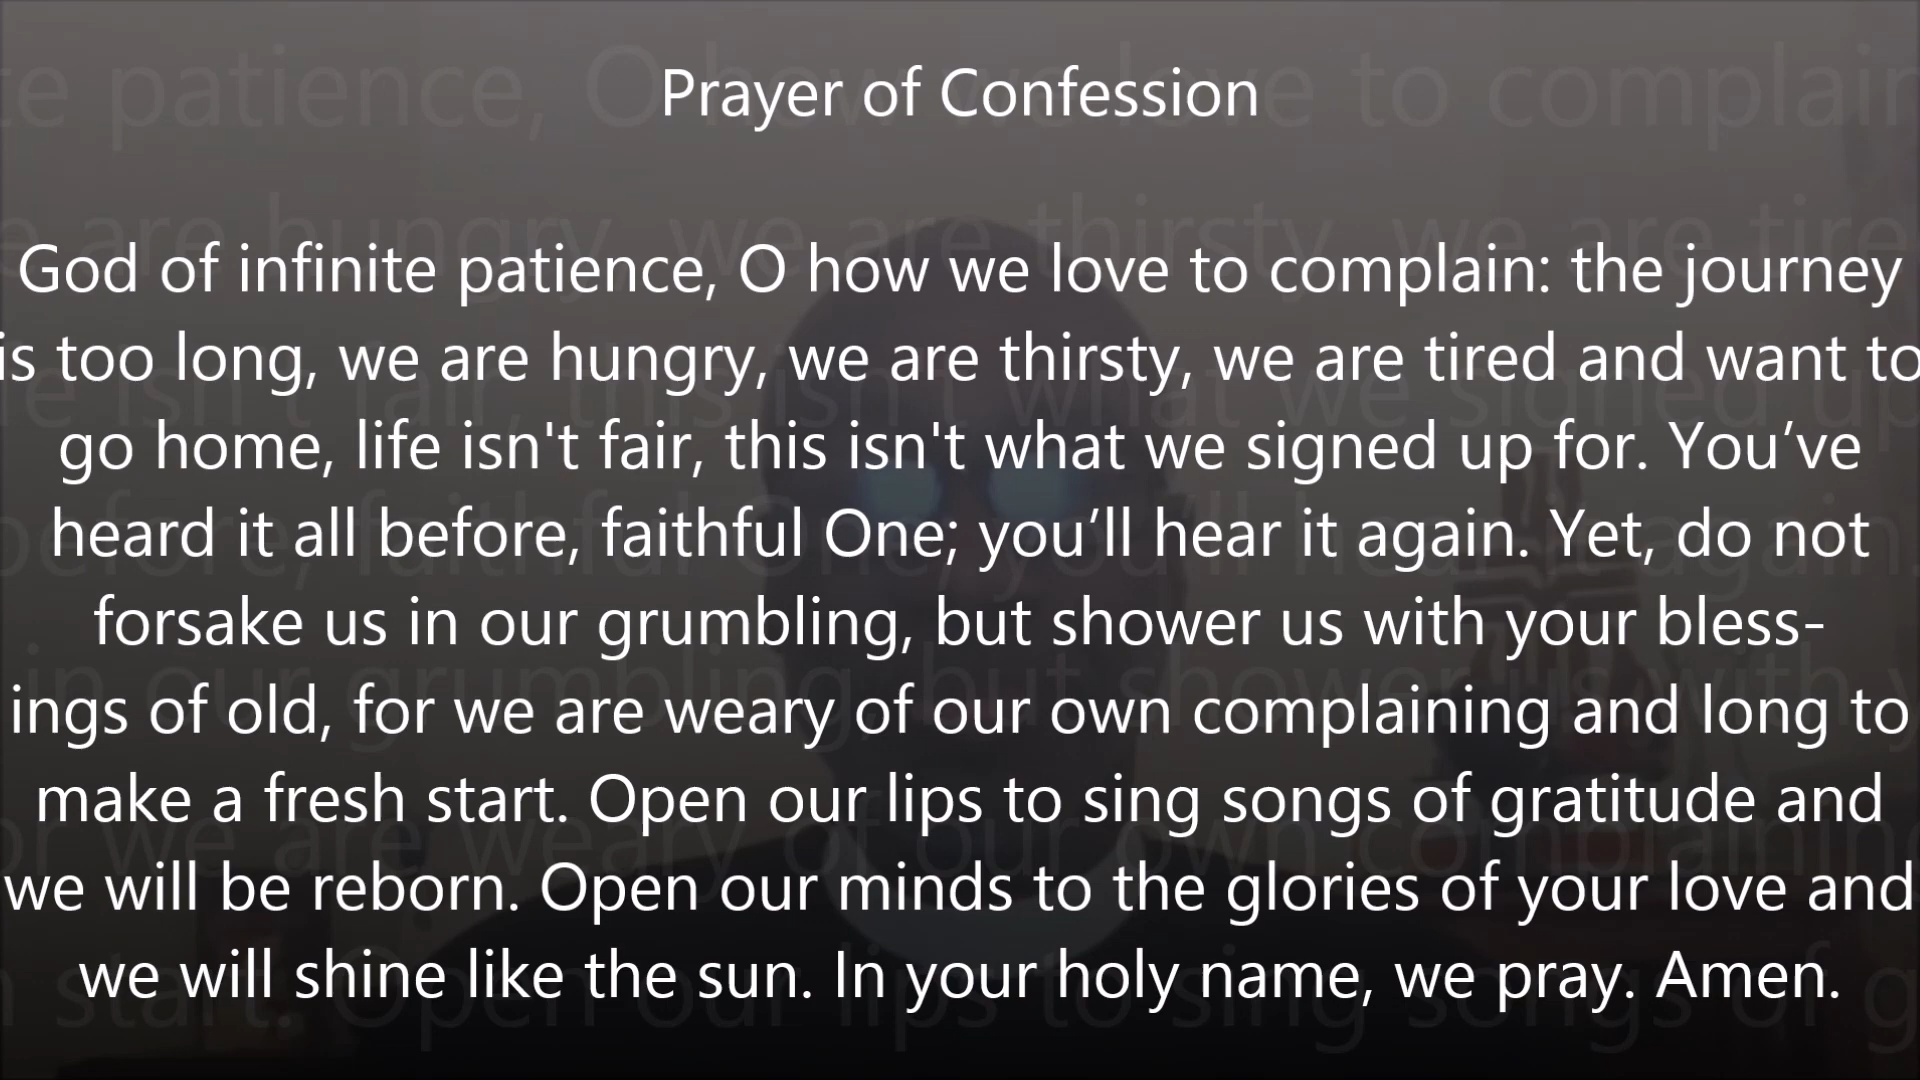 Prayer of Confession
God of infinite patience, O how we love to complain: the journey
is too long, we are hungry, we are thirsty, we are tired and want to
go home, life isn't fair, this isn't what we signed up for. You’ve
heard it all before, faithful One; you’ll hear it again. Yet, do not
forsake us in our grumbling, but shower us with your bless-
ings of old, for we are weary of our own complaining and long to
make a fresh start. Open our lips to sing songs of gratitude and
we will be reborn. Open our minds to the glories of your love and
we will shine like the sun. In your holy name, we pray. Amen.